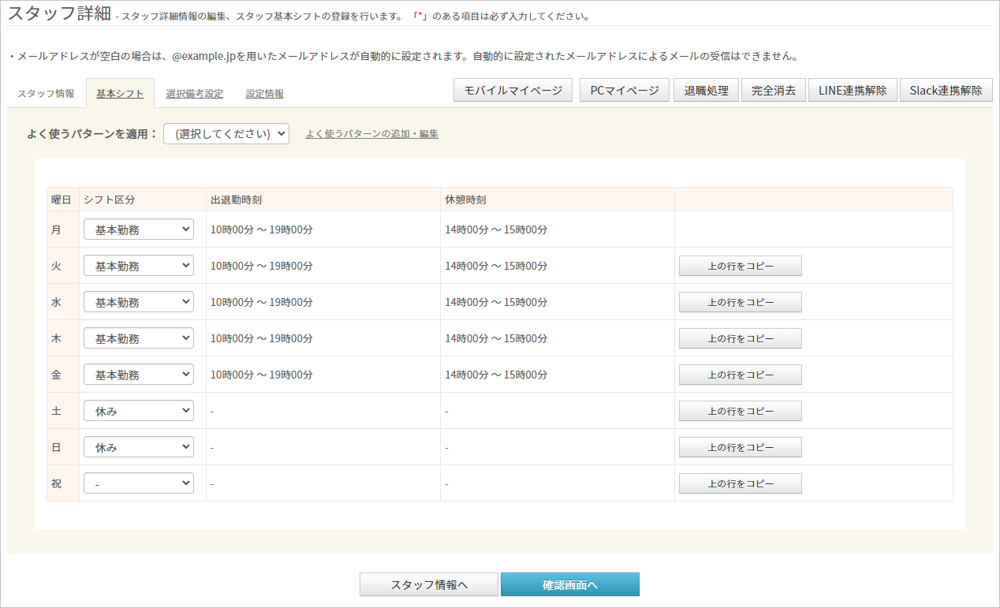 スタッフ詳細 - スタッフ詳細情報の編集、スタッフ基本シフトの登録を行います。 「*」のある項目は必ず入力してください。
・メールアドレスが空白の場合は、@example.jpを用いたメールアドレスが自動的に設定されます。自動的に設定されたメールアドレスによるメールの受信はできません。
スタッフ情報 基本シフト 選択備考設定 設定情報 モバイルマイページ PCマイページ 退職処理 完全消去 LINE連携解除 Slack連携解除
よく使うパターンを適用： (選択してください) よく使うパターンの追加・編集
曜日 シフト区分 出退勤時刻 休憩時刻
月 基本勤務 10時00分 ～ 19時00分 14時00分 ～ 15時00分
火 基本勤務 10時00分 ～ 19時00分 14時00分 ～ 15時00分 上の行をコピー
水 基本勤務 10時00分 ～ 19時00分 14時00分 ～ 15時00分 上の行をコピー
木 基本勤務 10時00分 ～ 19時00分 14時00分 ～ 15時00分 上の行をコピー
金 基本勤務 10時00分 ～ 19時00分 14時00分 ～ 15時00分 上の行をコピー
土 休み - - 上の行をコピー
日 休み - - 上の行をコピー
祝 - - - 上の行をコピー
スタッフ情報へ 確認画面へ